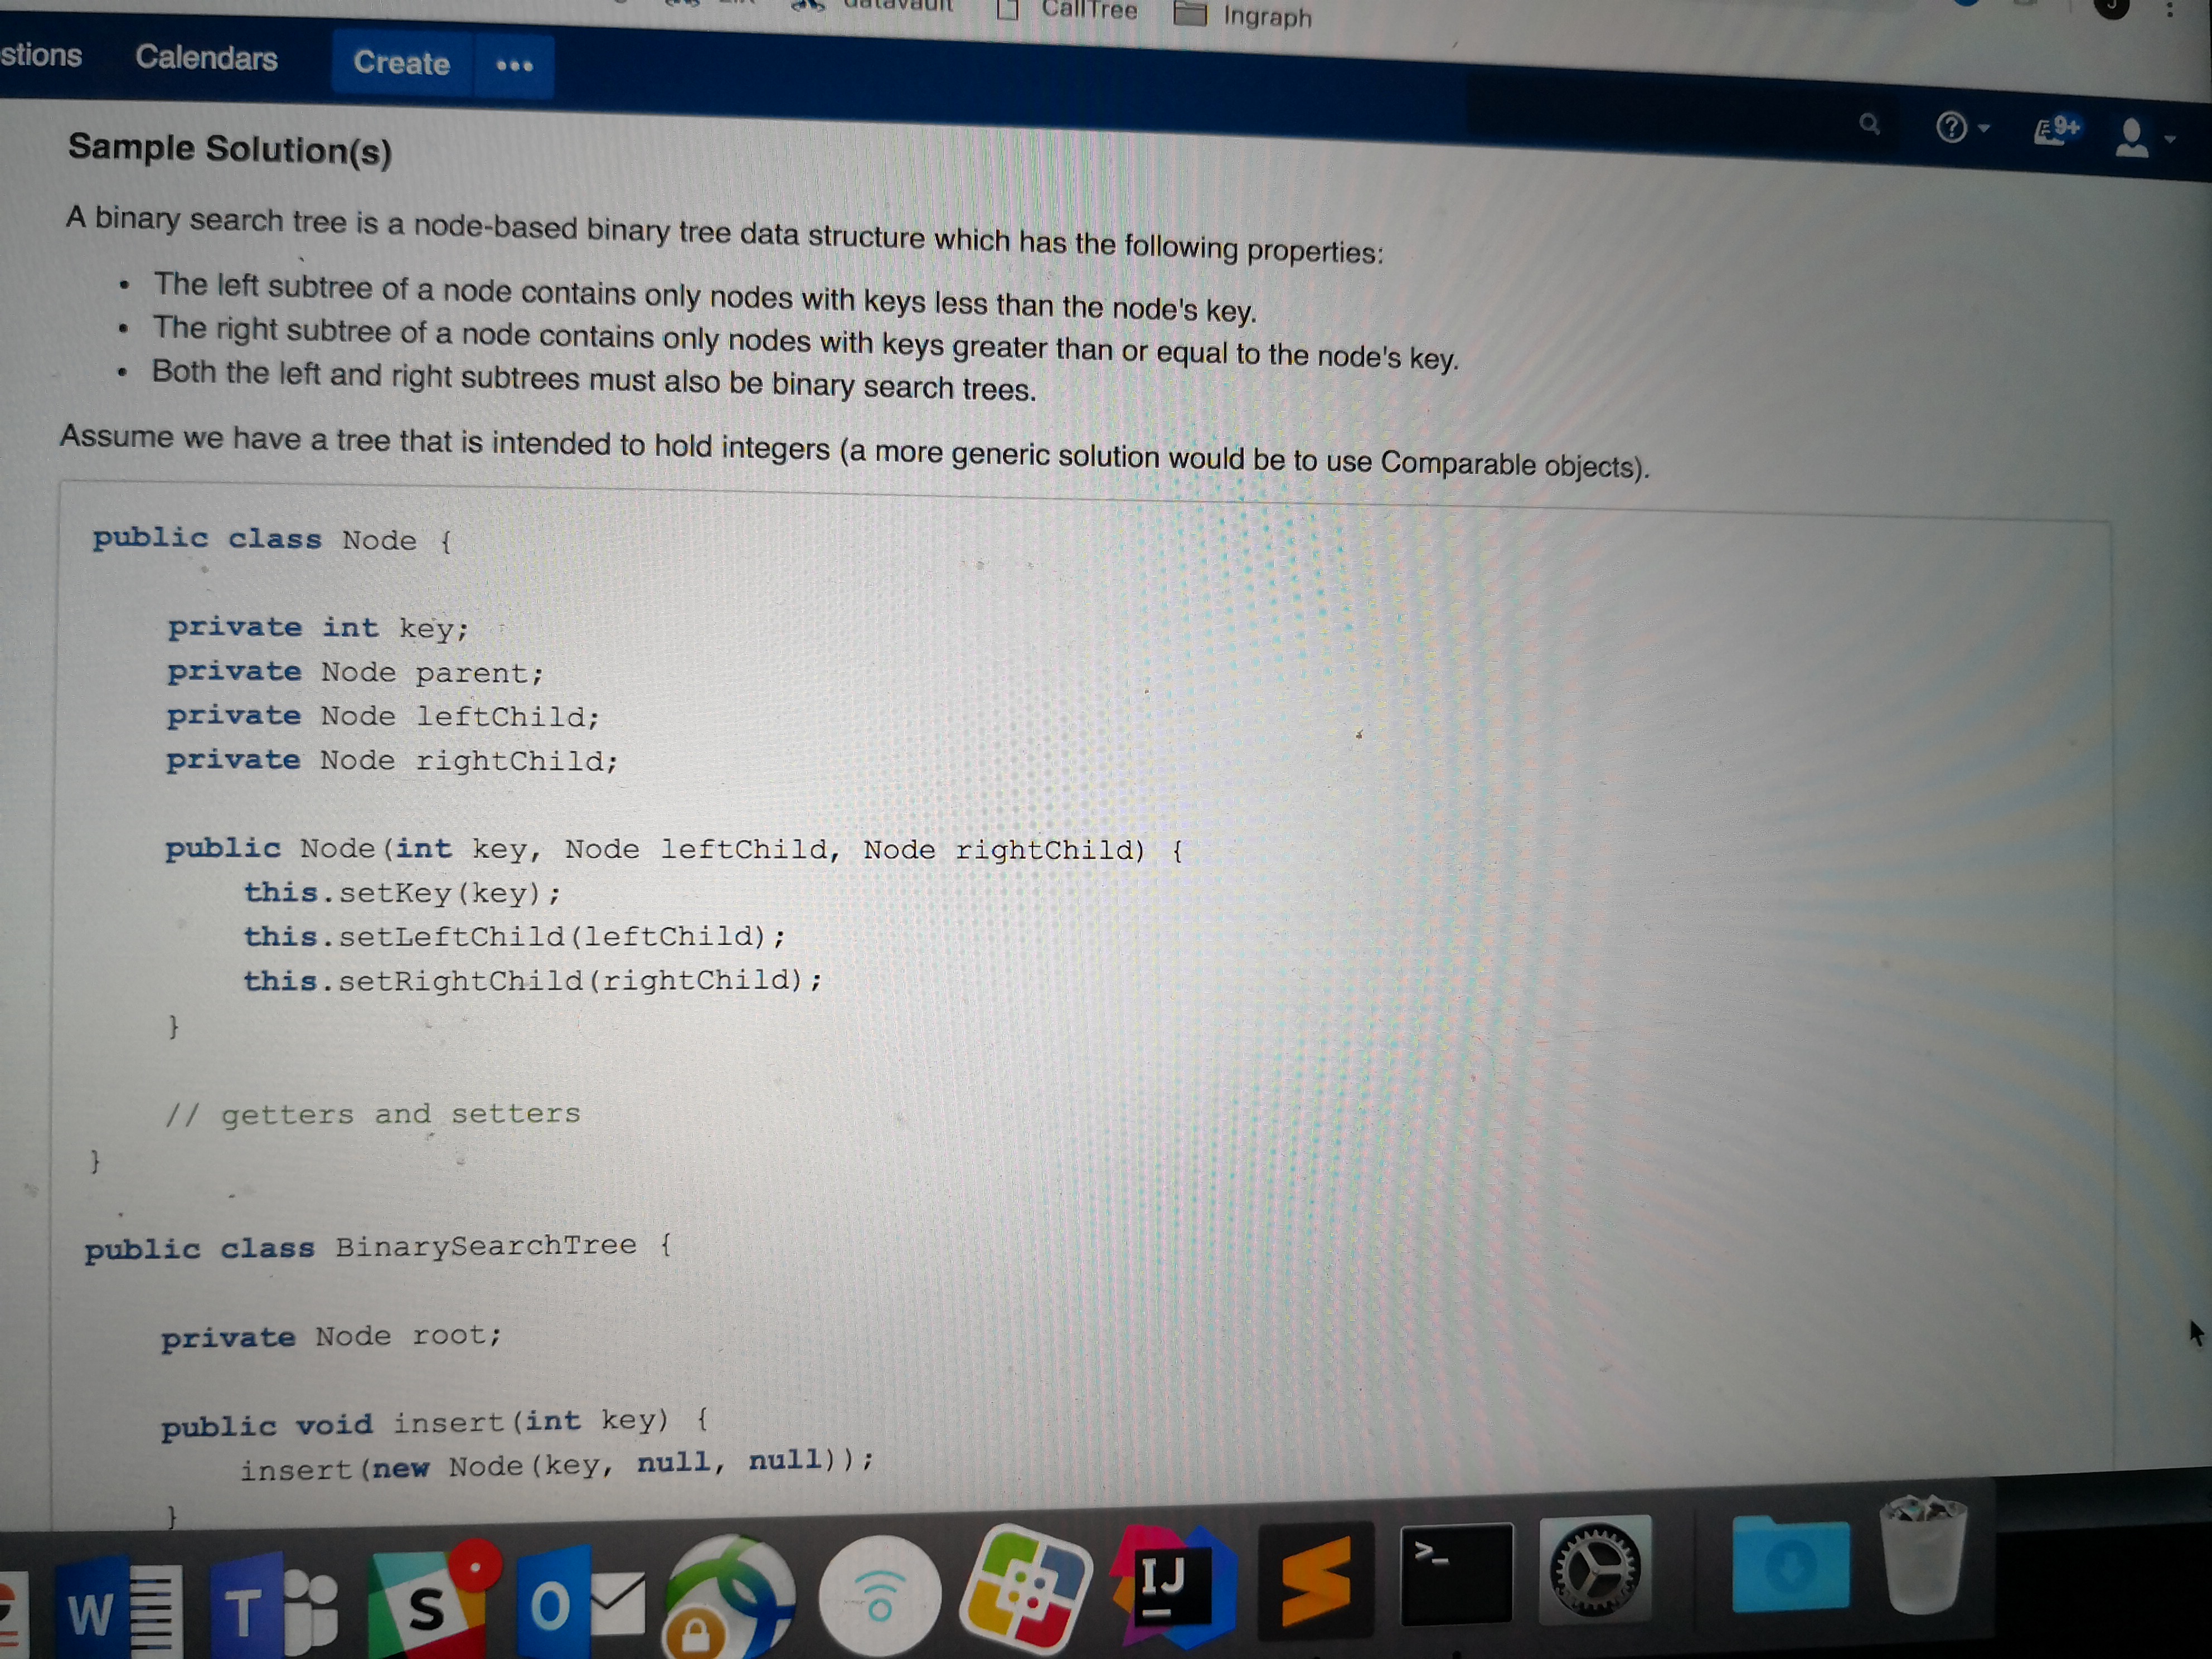 CallTree Ingraph
Calendars Create •••
9+
Sample Solution(s)
A binary search tree is a node-based binary tree data structure which has the following properties:
• The left subtree of a node contains only nodes with keys less than the node's key.
• The right subtree of a node contains only nodes with keys greater than or equal to the node's key.
• Both the left and right subtrees must also be binary search trees.
Assume we have a tree that is intended to hold integers (a more generic solution would be to use Comparable objects).
public class Node {
private int key;
private Node parent;
private Node leftChild;
private Node rightChild;
public Node(int key, Node leftChild, Node rightChild) {
this.setKey(key);
this.setLeftChild(leftChild);
this.setRightChild(rightChild);
}
// getters and setters
}
public class BinarySearchTree {
private Node root;
public void insert(int key) {
insert(new Node(key, null, null));
}
W T S O IJ >_